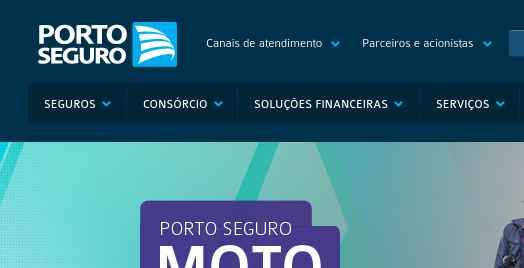 PORTO
SEGURO
Canais de atendimento
Parceiros e acionistas
SEGUROS
CONSÓRCIO
SOLUÇÕES FINANCEIRAS
SERVIÇOS
PORTO SEGURO
MOTO